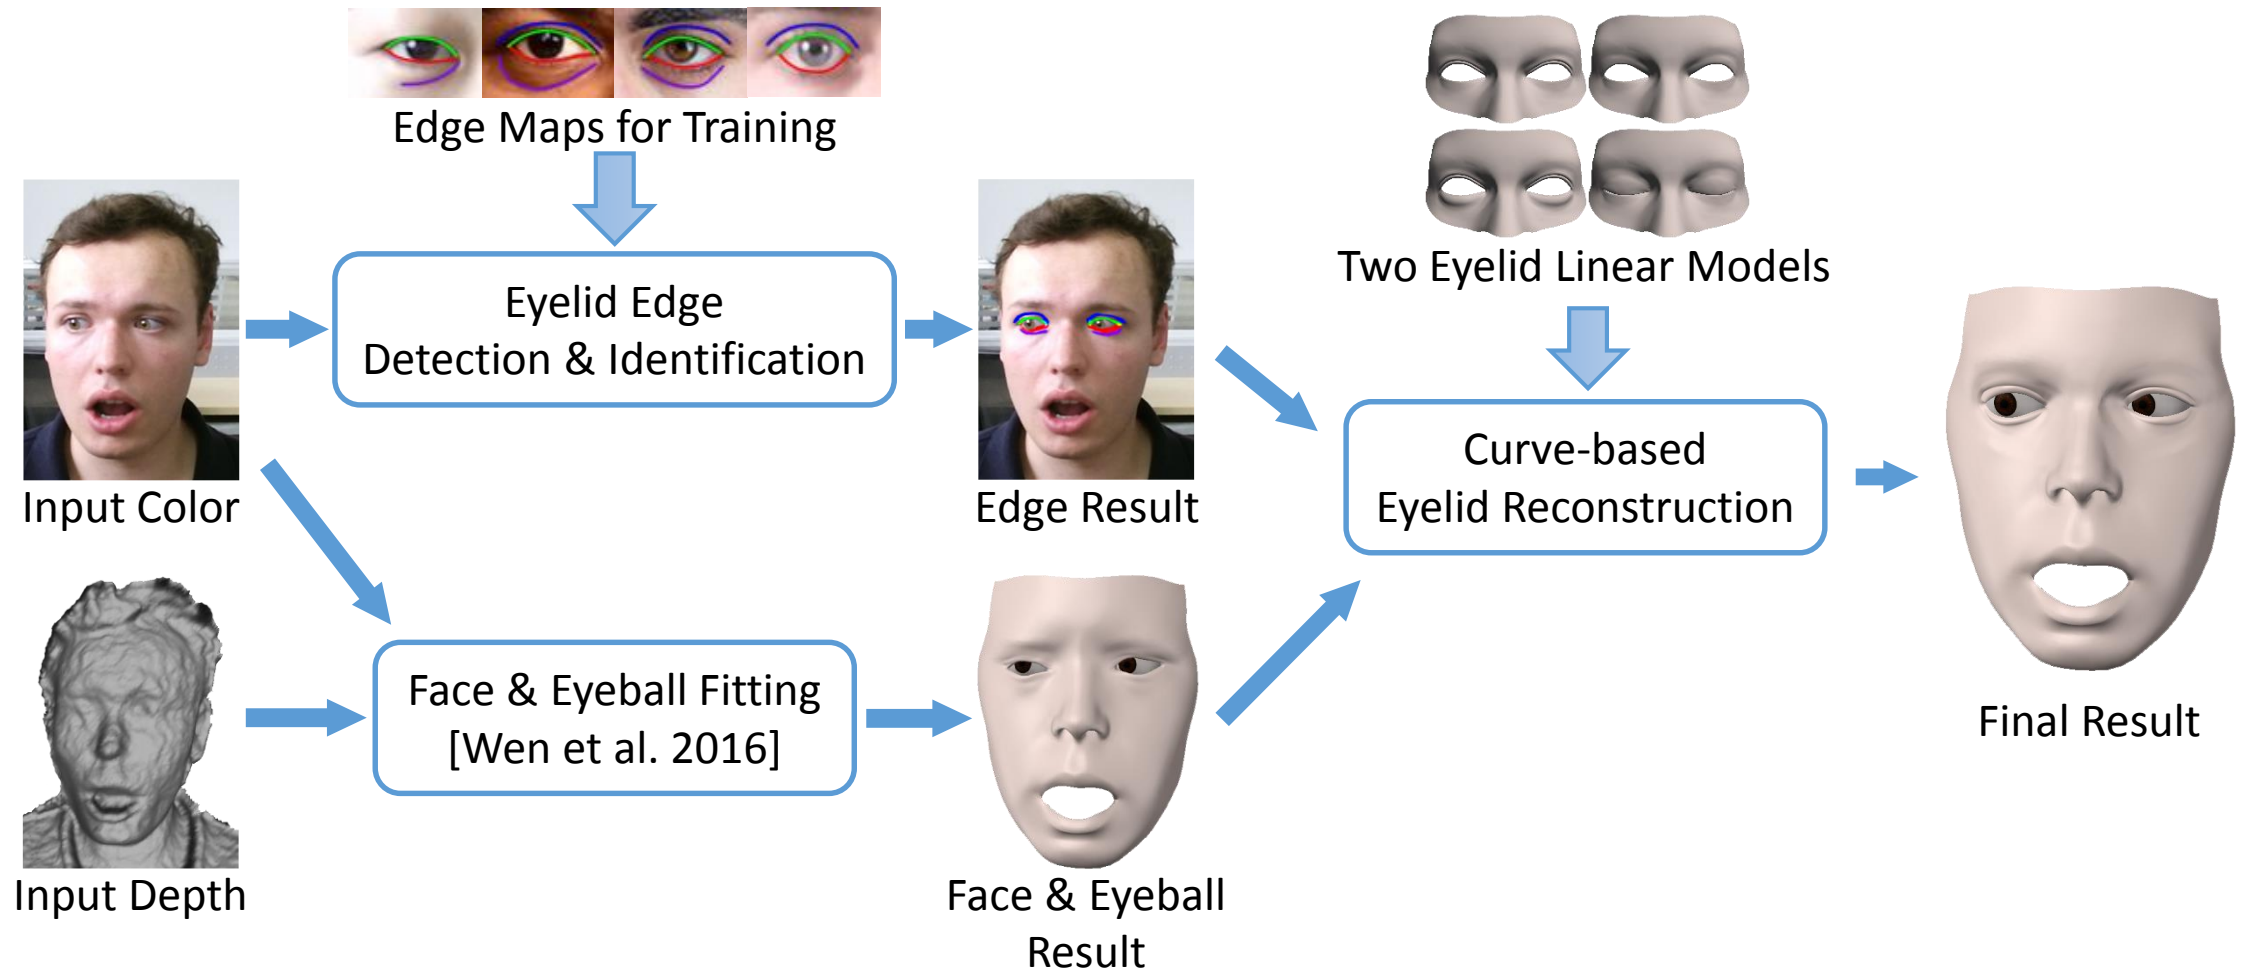 Edge Maps for Training
Two Eyelid Linear Models
Eyelid Edge
Detection & Identification
Input Color
Edge Result
Curve-based
Eyelid Reconstruction
Face & Eyeball Fitting
[Wen et al. 2016]
Final Result
Input Depth
Face & Eyeball
Result